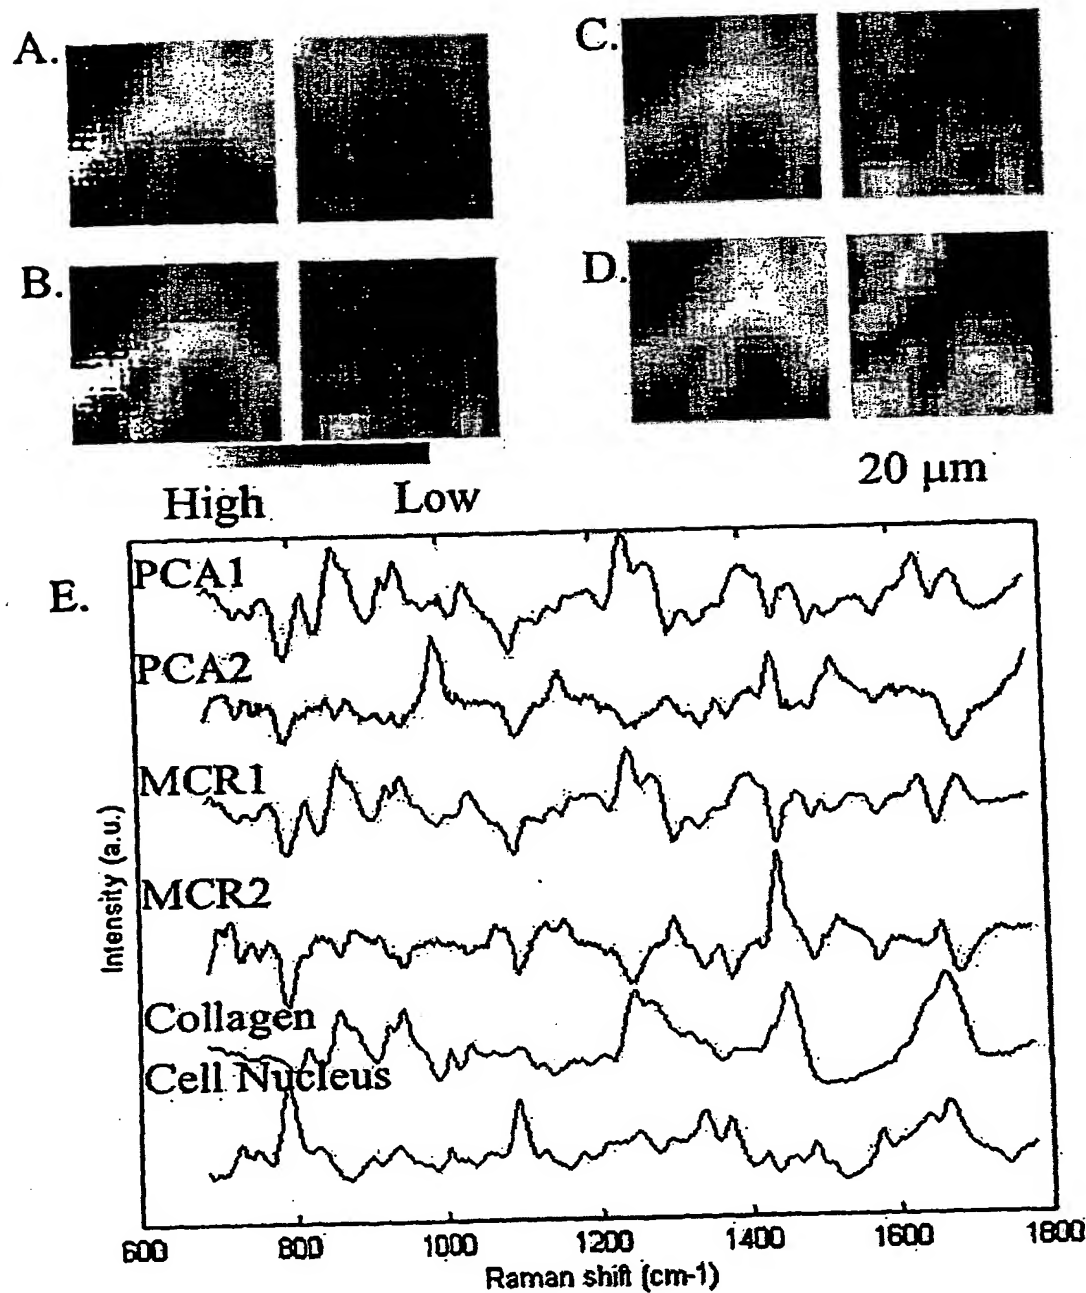 A.
C.
B.
D.
20 μm
High Low
E.
PCA1
PCA2
MCR1
MCR2
Collagen
Cell Nucleus
Intensity (a.u.)
600 800 1000 1200 1400 1600 1800
Raman shift (cm-1)